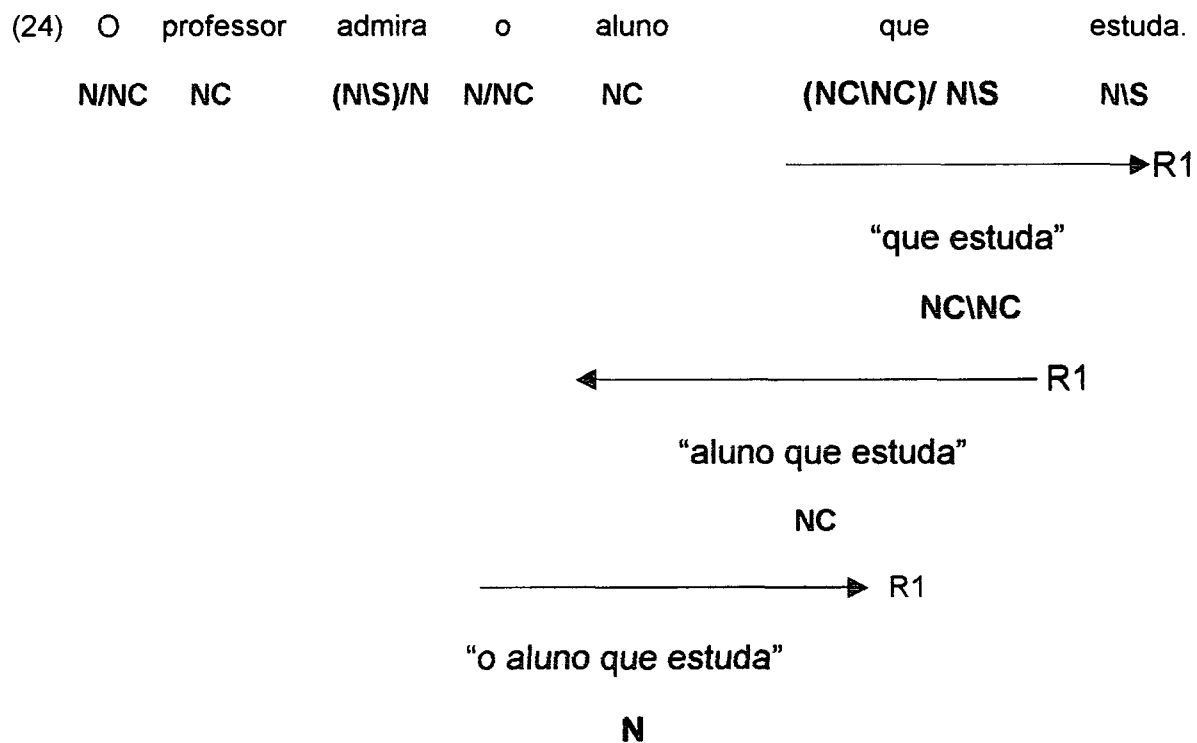 (24) O professor admira o aluno que estuda.
N/NC NC (N\S)/N N/NC NC (NC\NC)/ N\S N\S
R1
“que estuda”
NC\NC
R1
“aluno que estuda”
NC
R1
“o aluno que estuda”
N